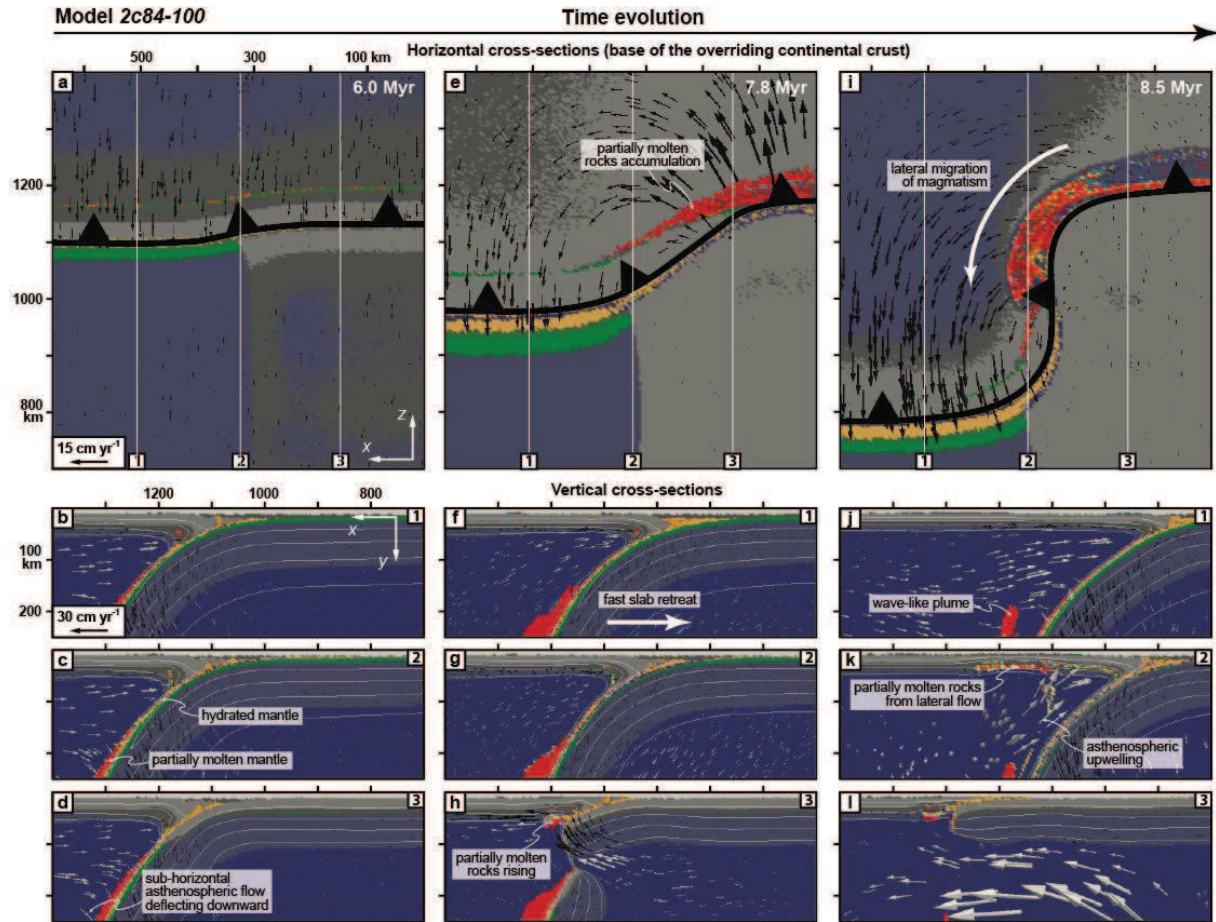 Model 2c84-100
Time evolution
Horizontal cross-sections (base of the overriding continental crust)
500
300
100 km
a
6.0 Myr
e
7.8 Myr
i
8.5 Myr
partially molten
rocks accumulation
lateral migration
of magmatism
1200
1000
800
km
15 cm yr⁻¹
z
x
1
2
3
1
2
3
1
2
3
Vertical cross-sections
1200
1000
800
b
1
x
y
100
km
200
30 cm yr⁻¹
f
1
fast slab retreat
j
1
wave-like plume
c
2
hydrated mantle
partially molten mantle
g
2
k
2
partially molten rocks
from lateral flow
asthenospheric
upwelling
d
3
sub-horizontal
asthenospheric flow
deflecting downward
h
3
partially molten
rocks rising
l
3